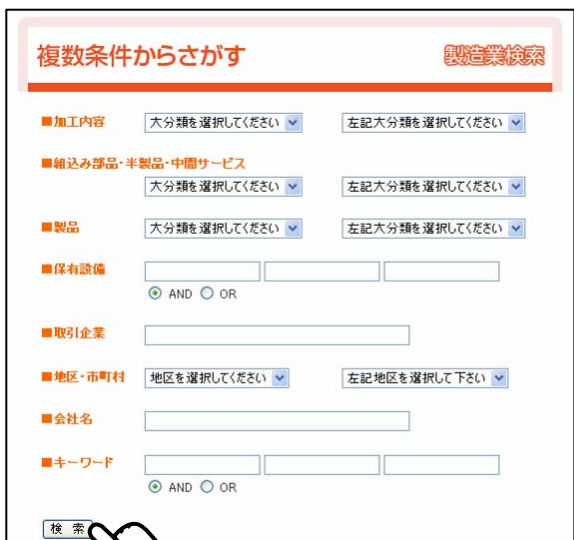 複数条件からさがす 製造業検索
■加工内容 大分類を選択してください 左記大分類を選択してください
■組込み部品・半製品・中間サービス
大分類を選択してください 左記大分類を選択してください
■製品 大分類を選択してください 左記大分類を選択してください
■保有設備
AND OR
■取引企業
■地区・市町村 地区を選択してください 左記地区を選択して下さい
■会社名
■キーワード
AND OR
検 索